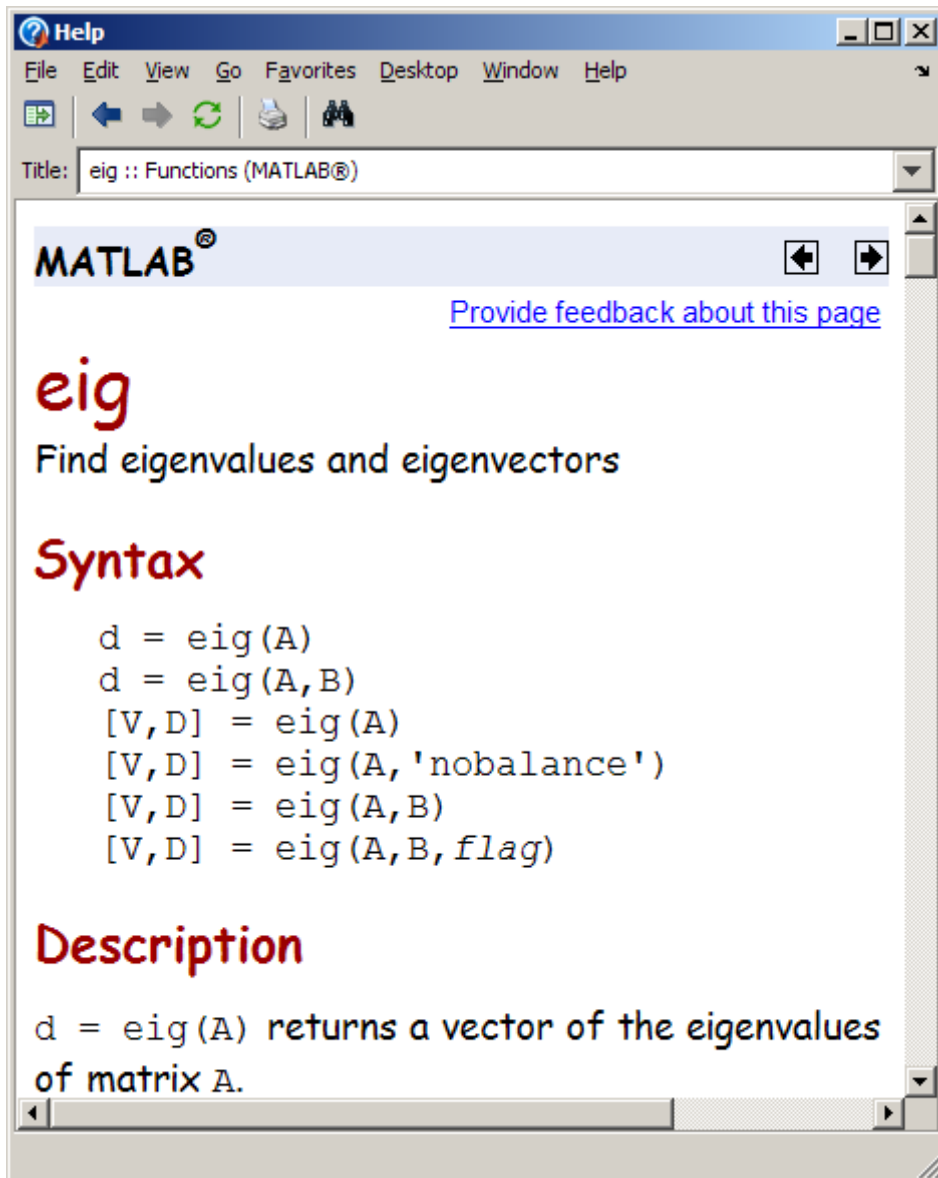 Help
File Edit View Go Favorites Desktop Window Help
Title: eig :: Functions (MATLAB®)
MATLAB®
Provide feedback about this page
eig
Find eigenvalues and eigenvectors
Syntax
d = eig(A)
d = eig(A,B)
[V,D] = eig(A)
[V,D] = eig(A,'nobalance')
[V,D] = eig(A,B)
[V,D] = eig(A,B,flag)
Description
d = eig(A) returns a vector of the eigenvalues
of matrix A.